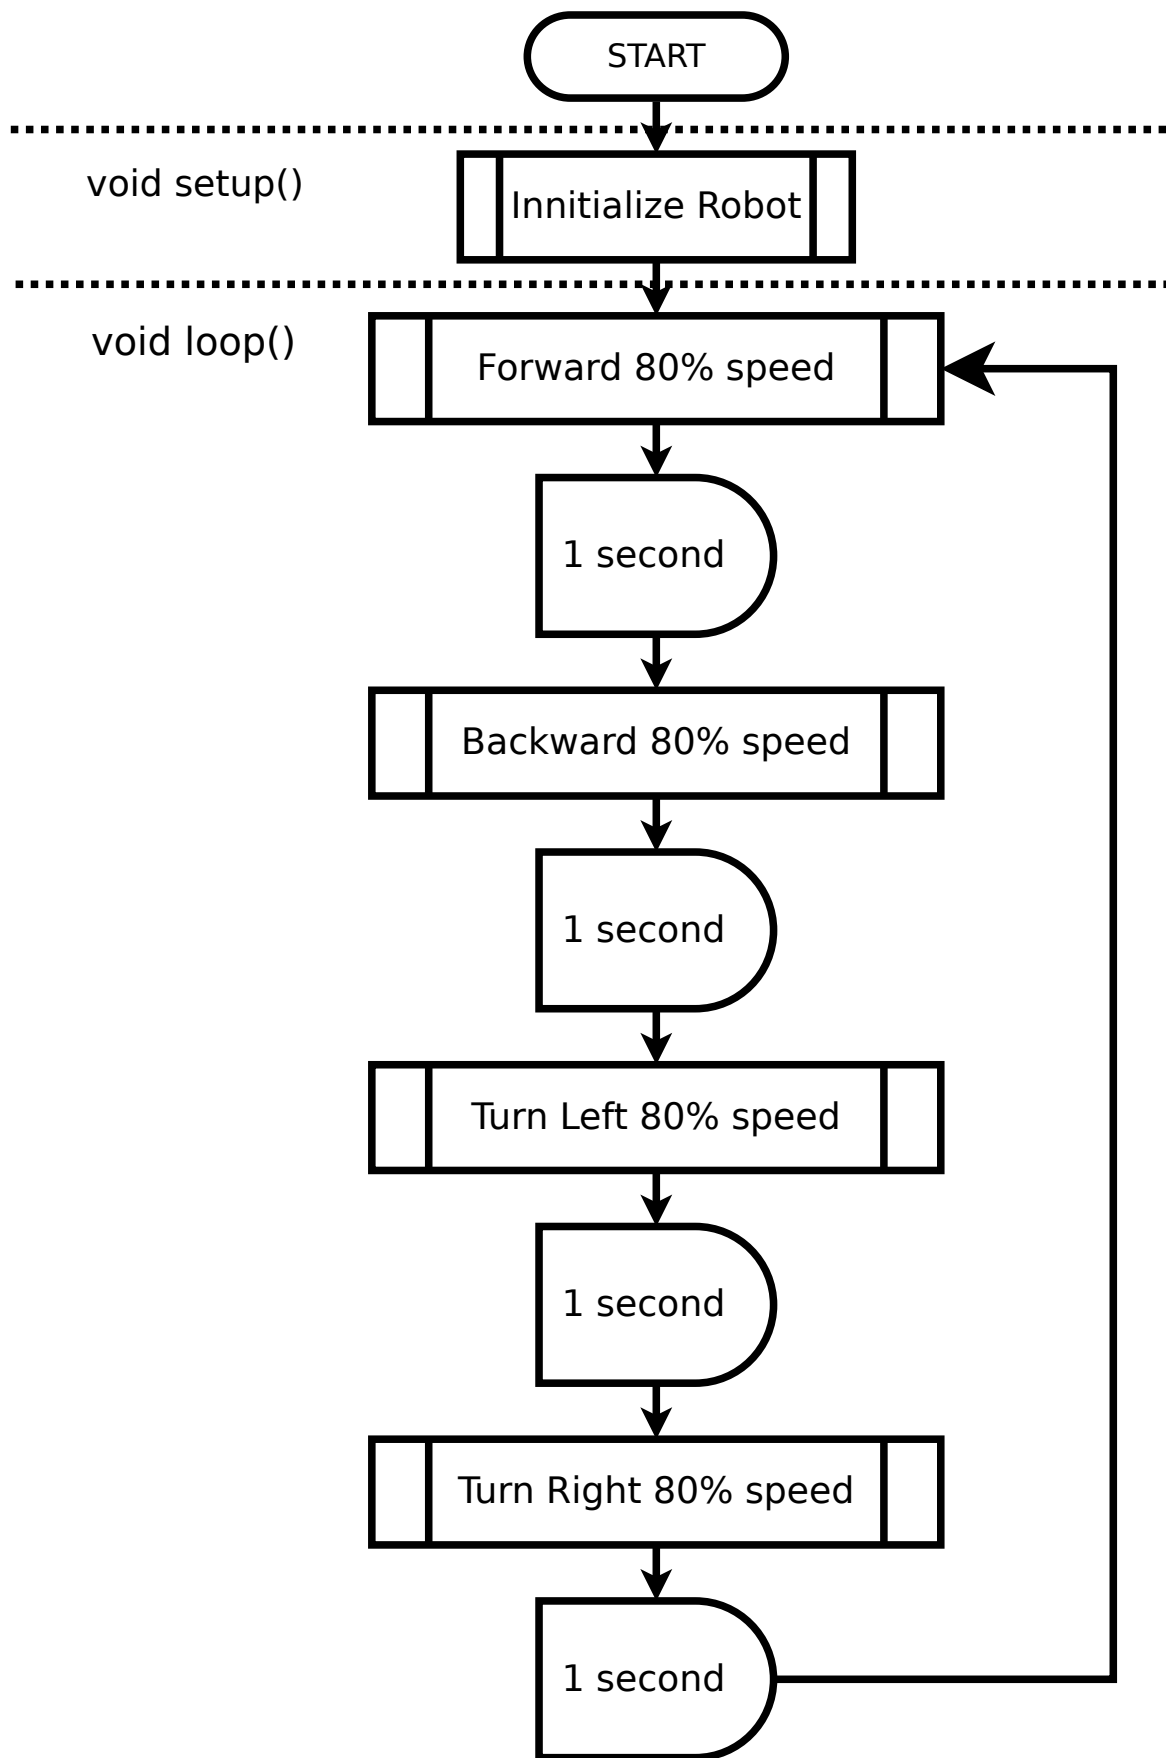 START
void setup()
Innitialize Robot
void loop()
Forward 80% speed
1 second
Backward 80% speed
1 second
Turn Left 80% speed
1 second
Turn Right 80% speed
1 second